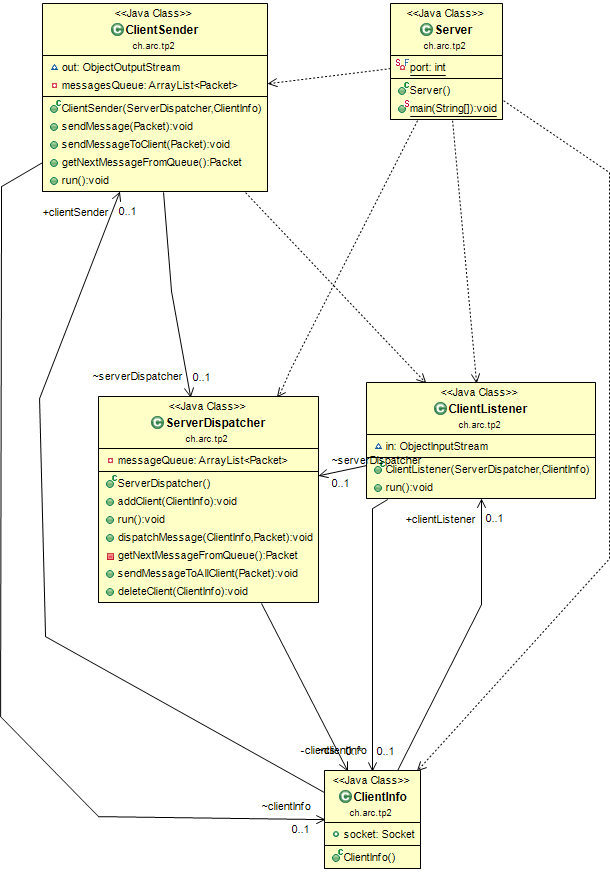 <<Java Class>>
ClientSender
ch.arc.tp2
out: ObjectOutputStream
messagesQueue: ArrayList<Packet>
ClientSender(ServerDispatcher,ClientInfo)
sendMessage(Packet):void
sendMessageToClient(Packet):void
getNextMessageFromQueue():Packet
run():void
<<Java Class>>
Server
ch.arc.tp2
port: int
Server()
main(String[]):void
+clientSender
0..1
~serverDispatcher
0..1
<<Java Class>>
ServerDispatcher
ch.arc.tp2
messageQueue: ArrayList<Packet>
ServerDispatcher()
addClient(ClientInfo):void
run():void
dispatchMessage(ClientInfo,Packet):void
getNextMessageFromQueue():Packet
sendMessageToAllClient(Packet):void
deleteClient(ClientInfo):void
<<Java Class>>
ClientListener
ch.arc.tp2
in: ObjectInputStream
ClientListener(ServerDispatcher,ClientInfo)
run():void
~serverDispatcher
0..1
+clientListener
0..1
0..1
~clientInfo
0..1
<<Java Class>>
ClientInfo
ch.arc.tp2
socket: Socket
ClientInfo()